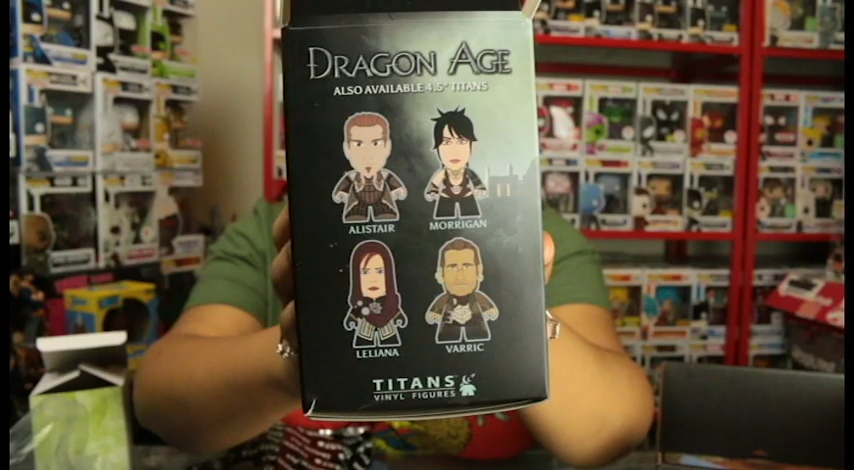 DRAGON AGE
ALSO AVAILABLE 4.5" TITANS
ALISTAIR
MORRIGAN
LELIANA
VARRIC
TITANS
VINYL FIGURES